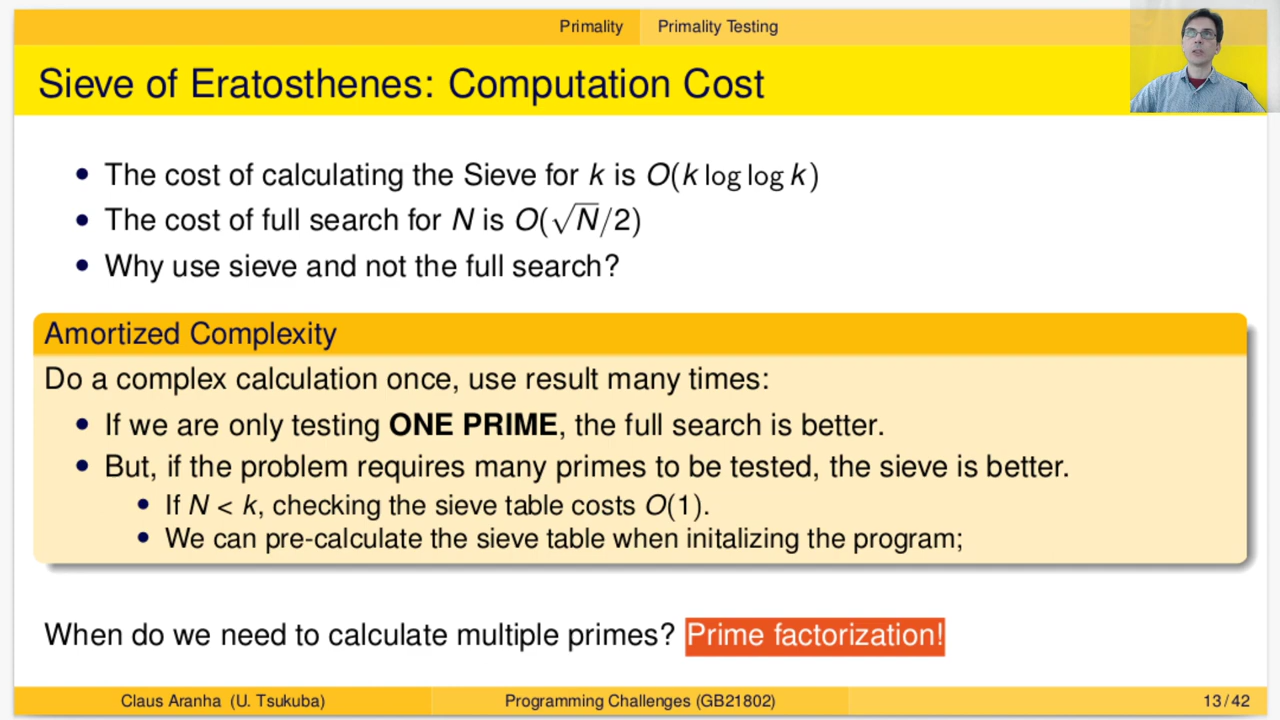 Primality Primality Testing
Sieve of Eratosthenes: Computation Cost
• The cost of calculating the Sieve for k is O(k log log k)
• The cost of full search for N is O(√N/2)
• Why use sieve and not the full search?
Amortized Complexity
Do a complex calculation once, use result many times:
• If we are only testing ONE PRIME, the full search is better.
• But, if the problem requires many primes to be tested, the sieve is better.
• If N < k, checking the sieve table costs O(1).
• We can pre-calculate the sieve table when initalizing the program;
When do we need to calculate multiple primes? Prime factorization!
Claus Aranha (U. Tsukuba) Programming Challenges (GB21802) 13 / 42